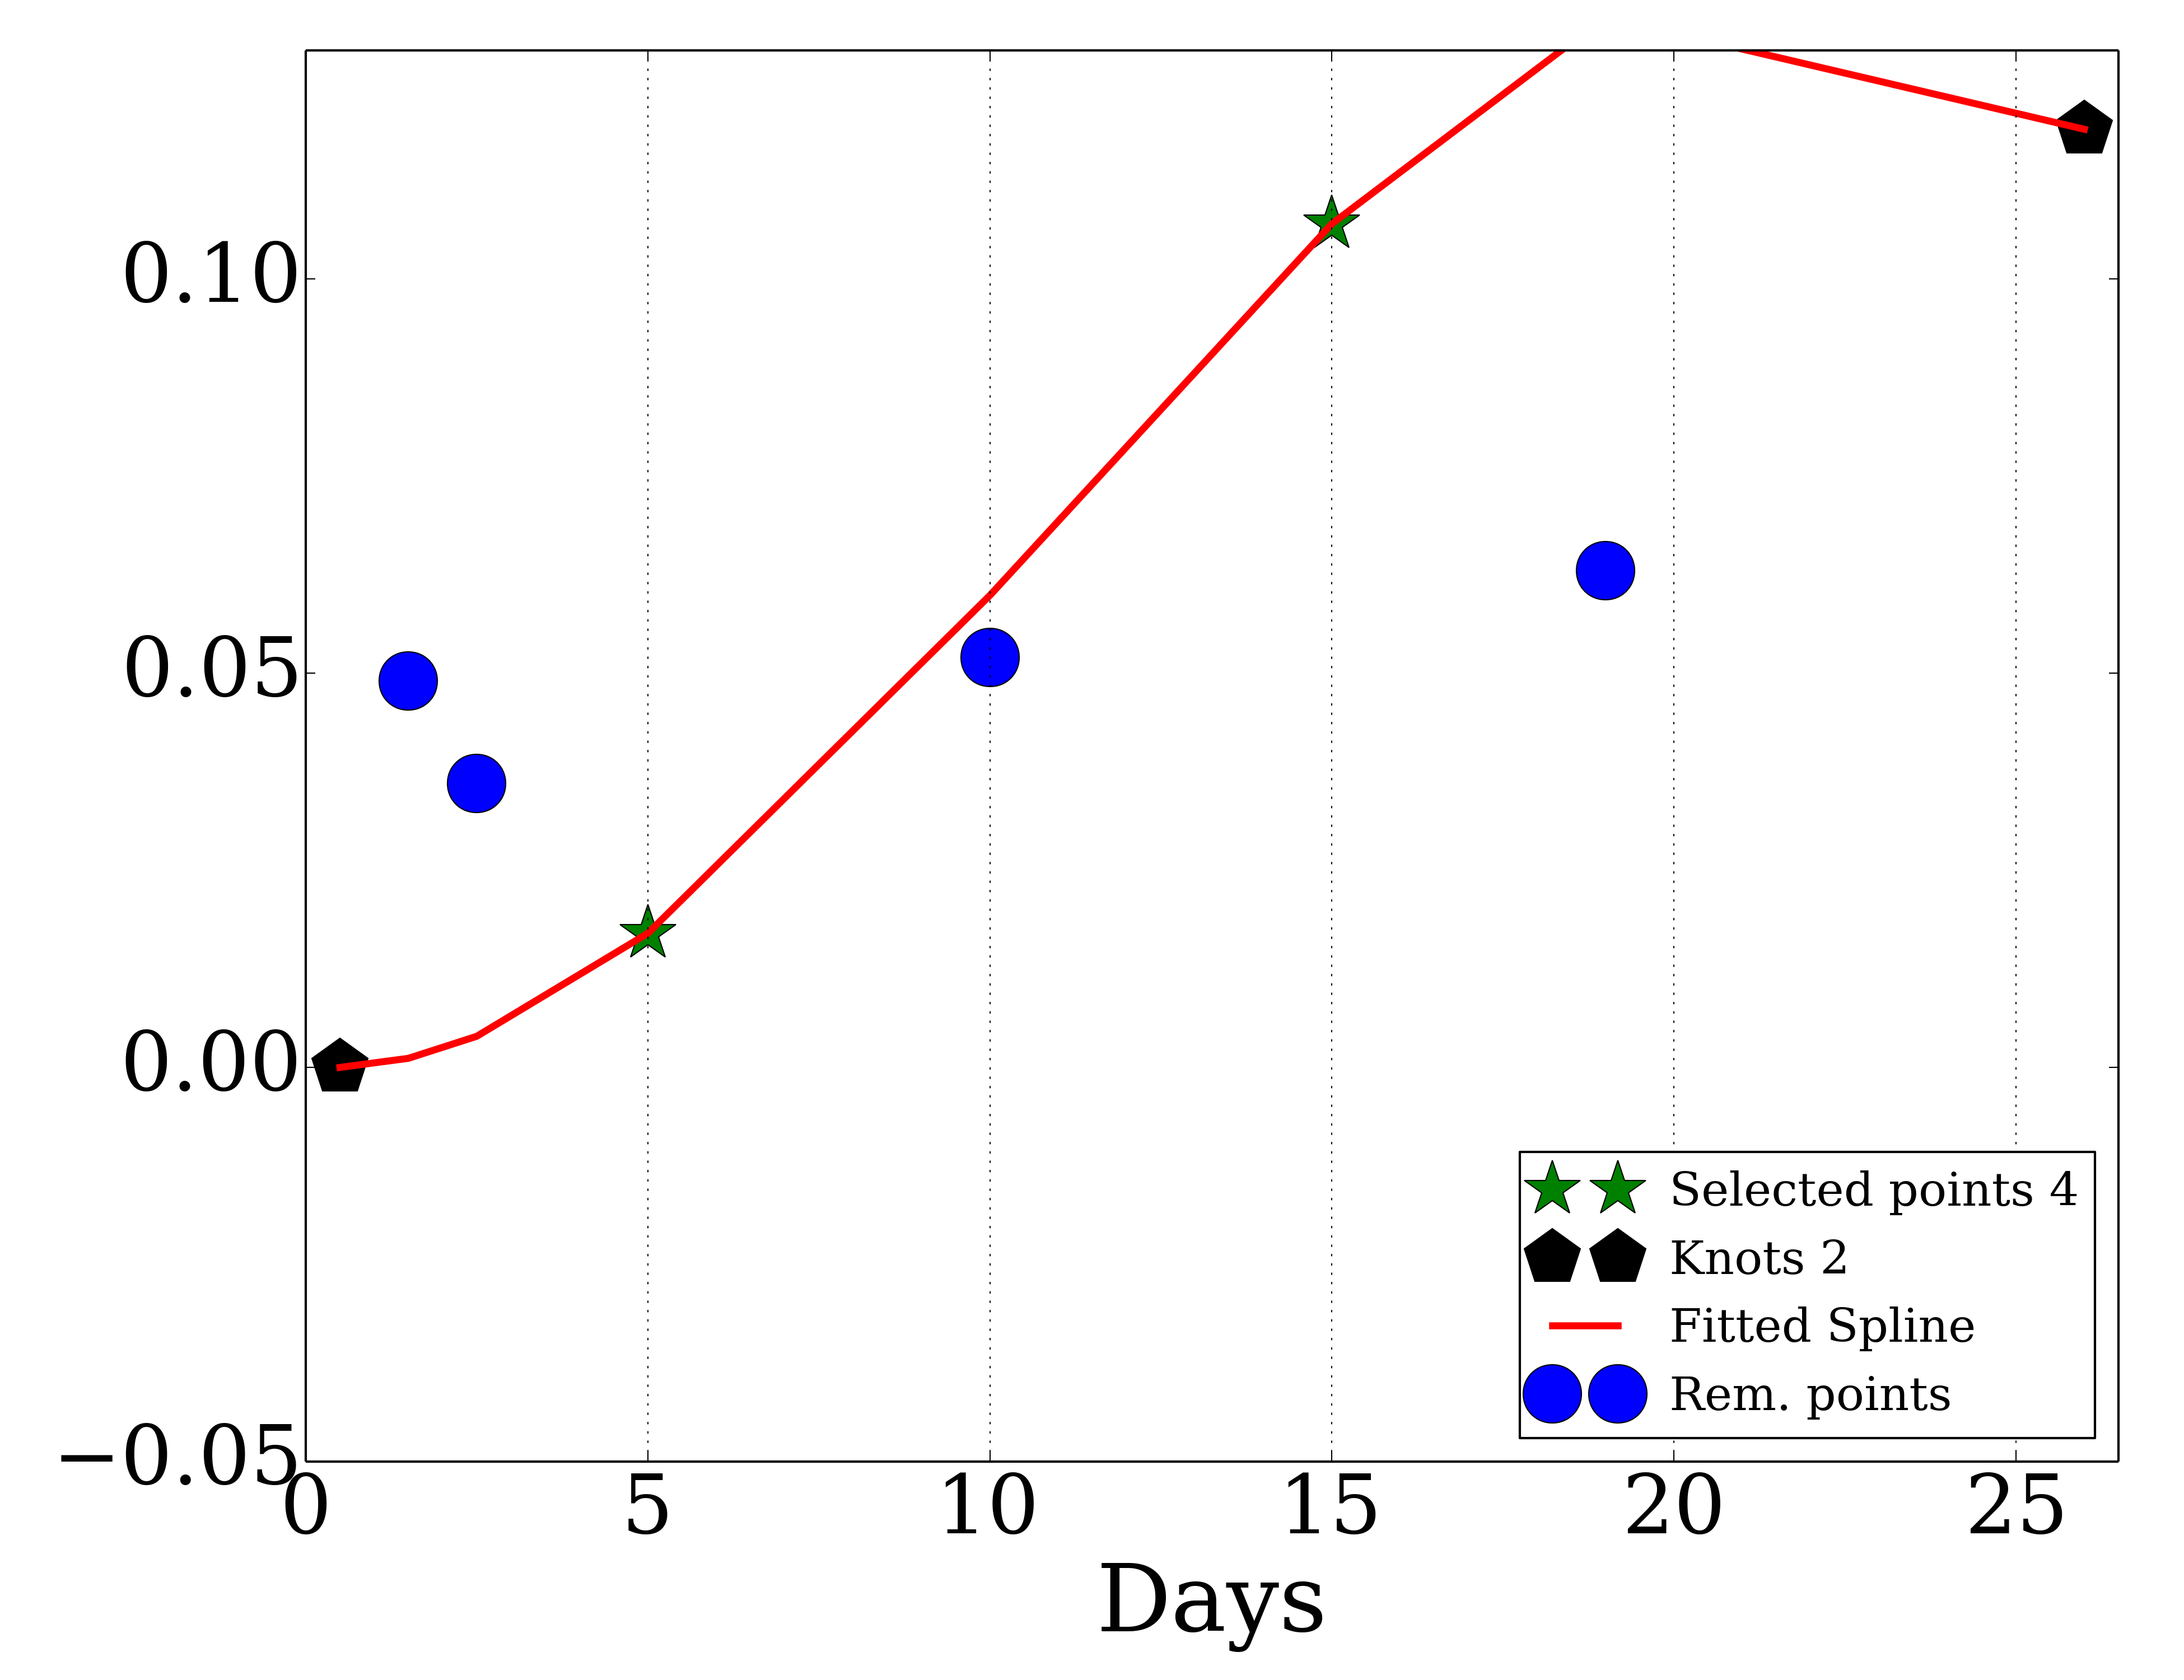 0.10
0.05
0.00
−0.05
0 5 10 15 20 25
Days
Selected points 4
Knots 2
Fitted Spline
Rem. points